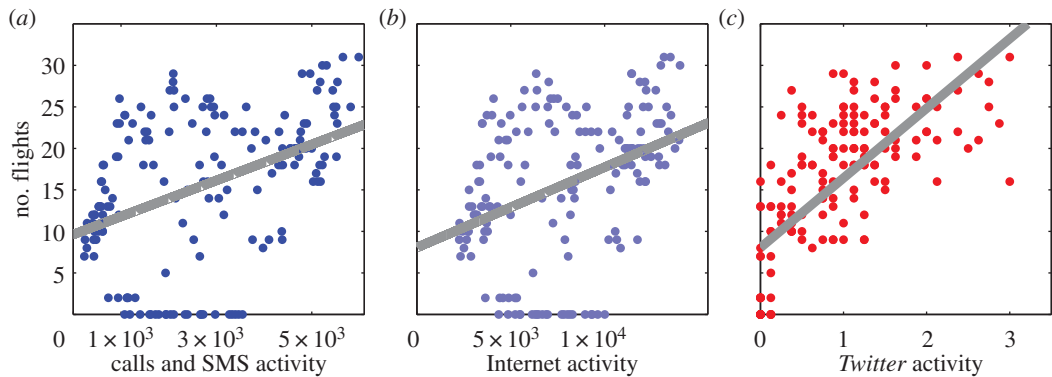 (a) (b) (c)
no. flights
30
25
20
15
10
5
0 1 × 10³ 3 × 10³ 5 × 10³
calls and SMS activity
0 5 × 10³ 1 × 10⁴
Internet activity
0 1 2 3
Twitter activity